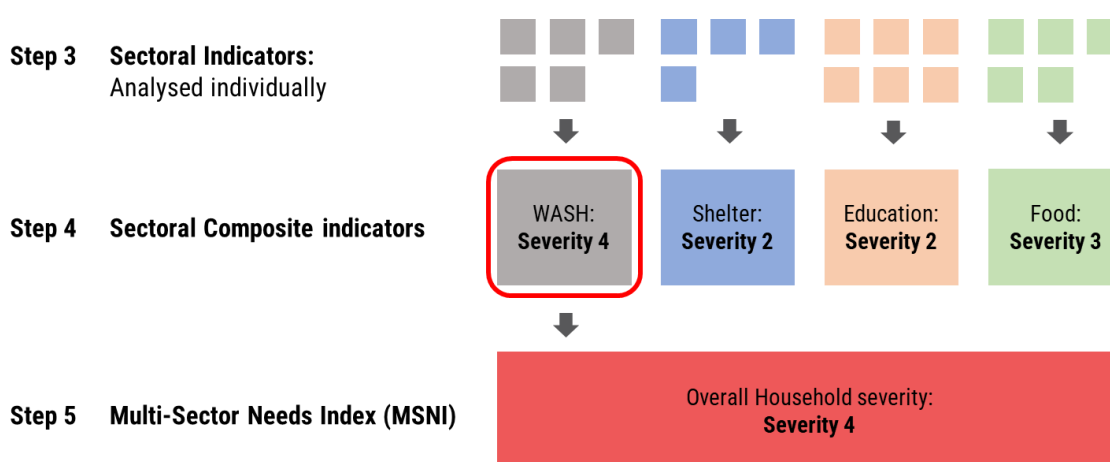 Step 3 Sectoral Indicators:
Analysed individually
Step 4 Sectoral Composite indicators
WASH:
Severity 4
Shelter:
Severity 2
Education:
Severity 2
Food:
Severity 3
Step 5 Multi-Sector Needs Index (MSNI)
Overall Household severity:
Severity 4